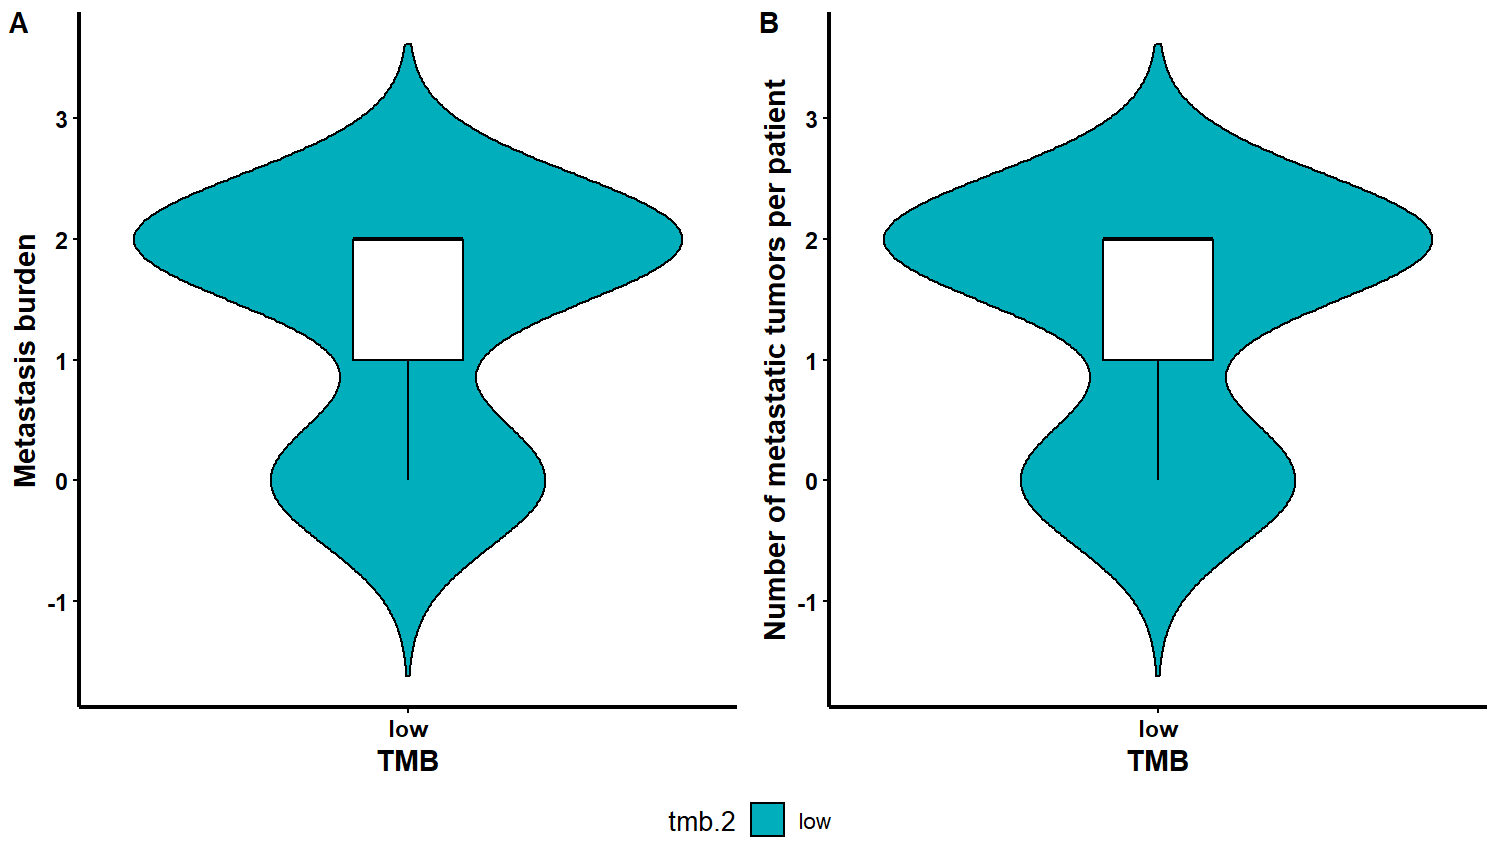 A
Metastasis burden
3
2
1
0
-1
low
TMB
B
Number of metastatic tumors per patient
3
2
1
0
-1
low
TMB
tmb.2 low